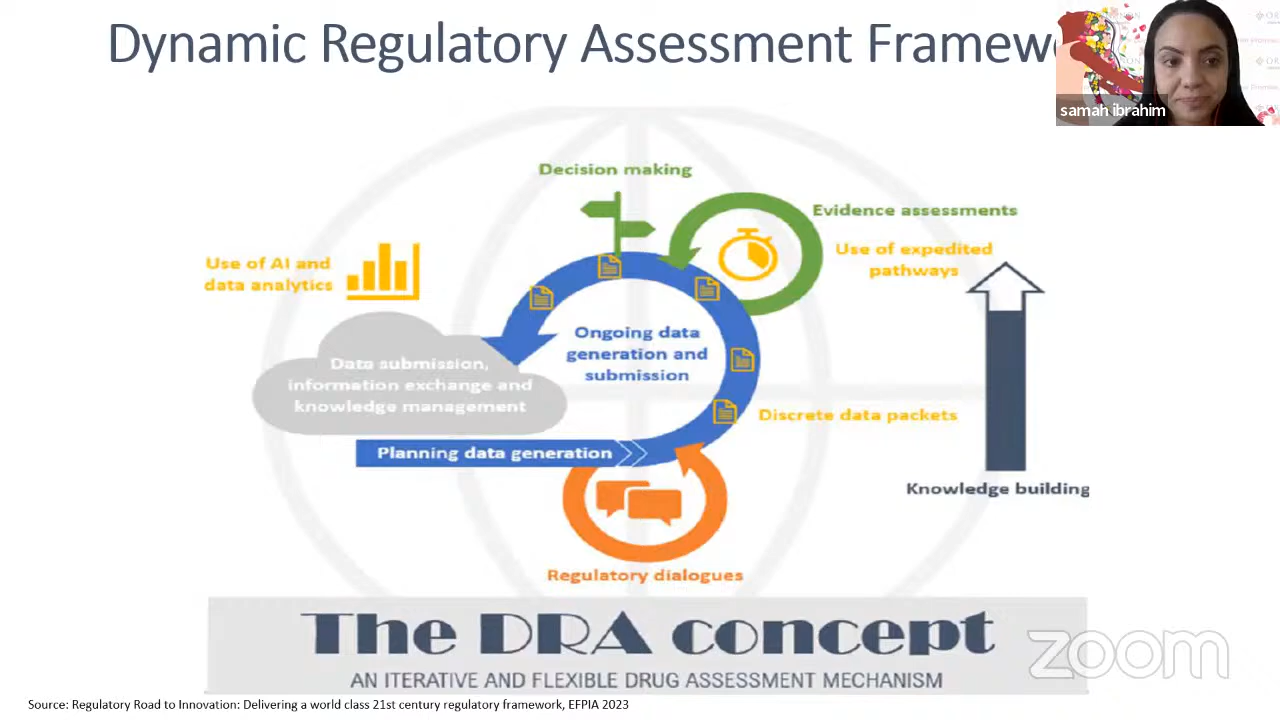 Dynamic Regulatory Assessment Framew
samah ibrahim
Decision making
Evidence assessments
Use of expedited
pathways
Use of AI and
data analytics
Ongoing data
generation and
submission
Data submission,
information exchange and
knowledge management
Discrete data packets
Planning data generation
Knowledge building
Regulatory dialogues
The DRA concept
AN ITERATIVE AND FLEXIBLE DRUG ASSESSMENT MECHANISM
zoom
Source: Regulatory Road to Innovation: Delivering a world class 21st century regulatory framework, EFPIA 2023